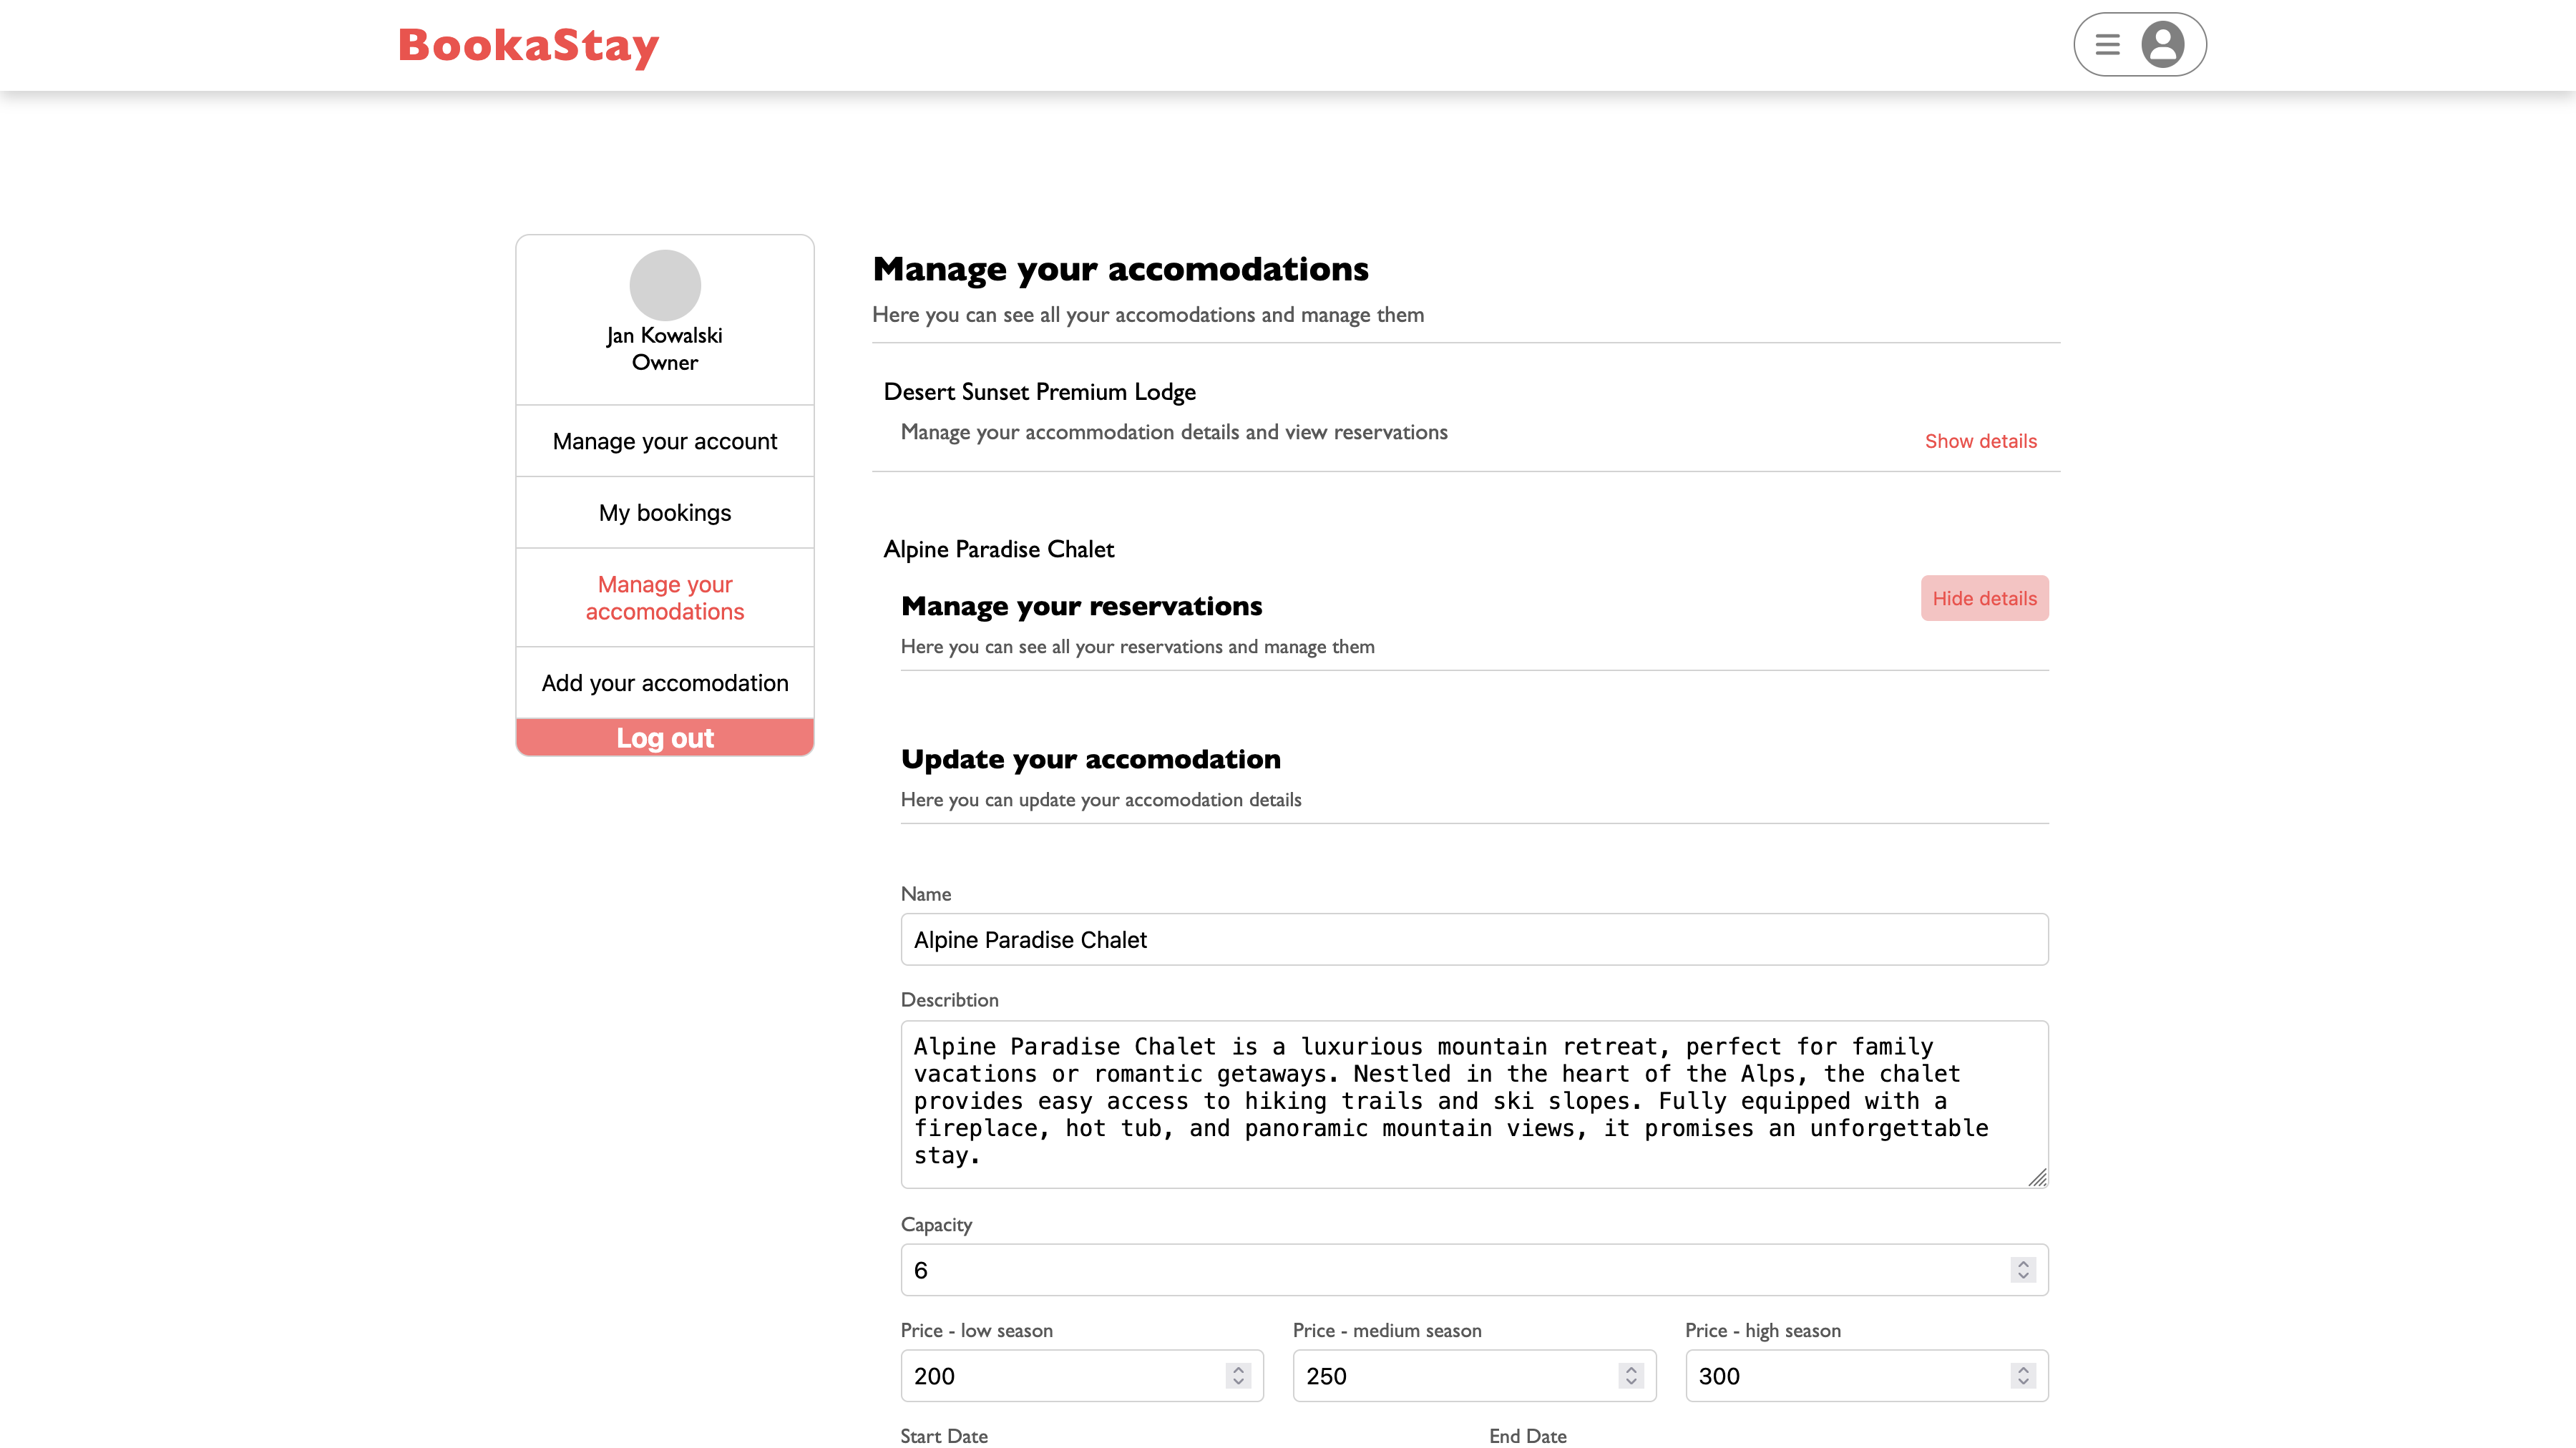 BookaStay
Jan Kowalski
Owner
Manage your account
My bookings
Manage your
accomodations
Add your accomodation
Log out
Manage your accomodations
Here you can see all your accomodations and manage them
Desert Sunset Premium Lodge
Manage your accommodation details and view reservations
Show details
Alpine Paradise Chalet
Manage your reservations
Hide details
Here you can see all your reservations and manage them
Update your accomodation
Here you can update your accomodation details
Name
Alpine Paradise Chalet
Describtion
Alpine Paradise Chalet is a luxurious mountain retreat, perfect for family
vacations or romantic getaways. Nestled in the heart of the Alps, the chalet
provides easy access to hiking trails and ski slopes. Fully equipped with a
fireplace, hot tub, and panoramic mountain views, it promises an unforgettable
stay.
Capacity
6
Price - low season
Price - medium season
Price - high season
200
250
300
Start Date
End Date